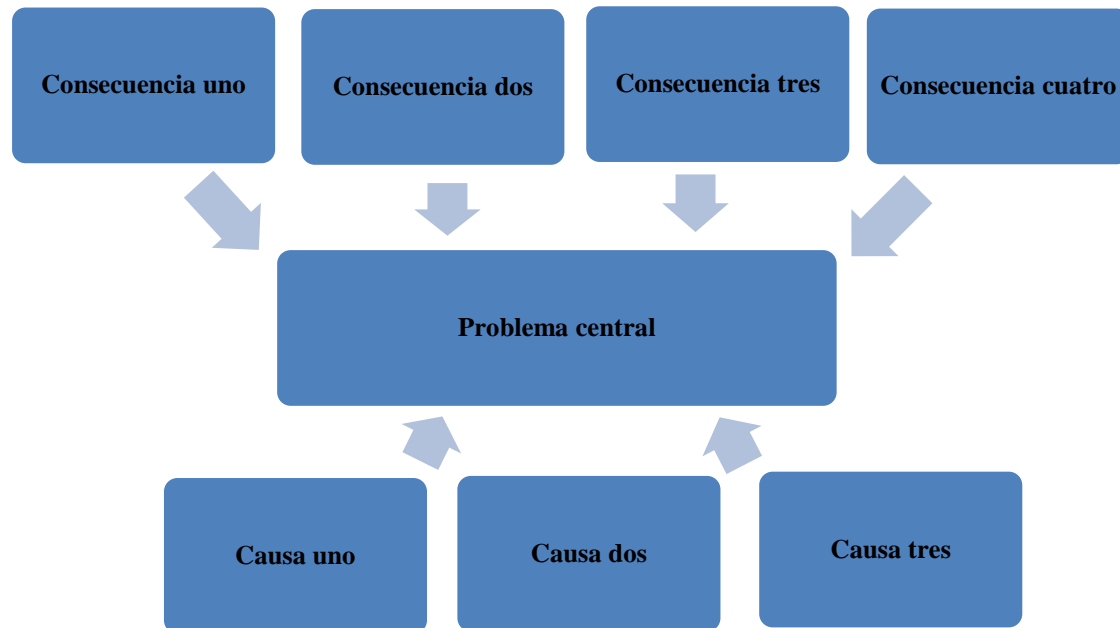 Consecuencia uno
Consecuencia dos
Consecuencia tres
Consecuencia cuatro
Problema central
Causa uno
Causa dos
Causa tres